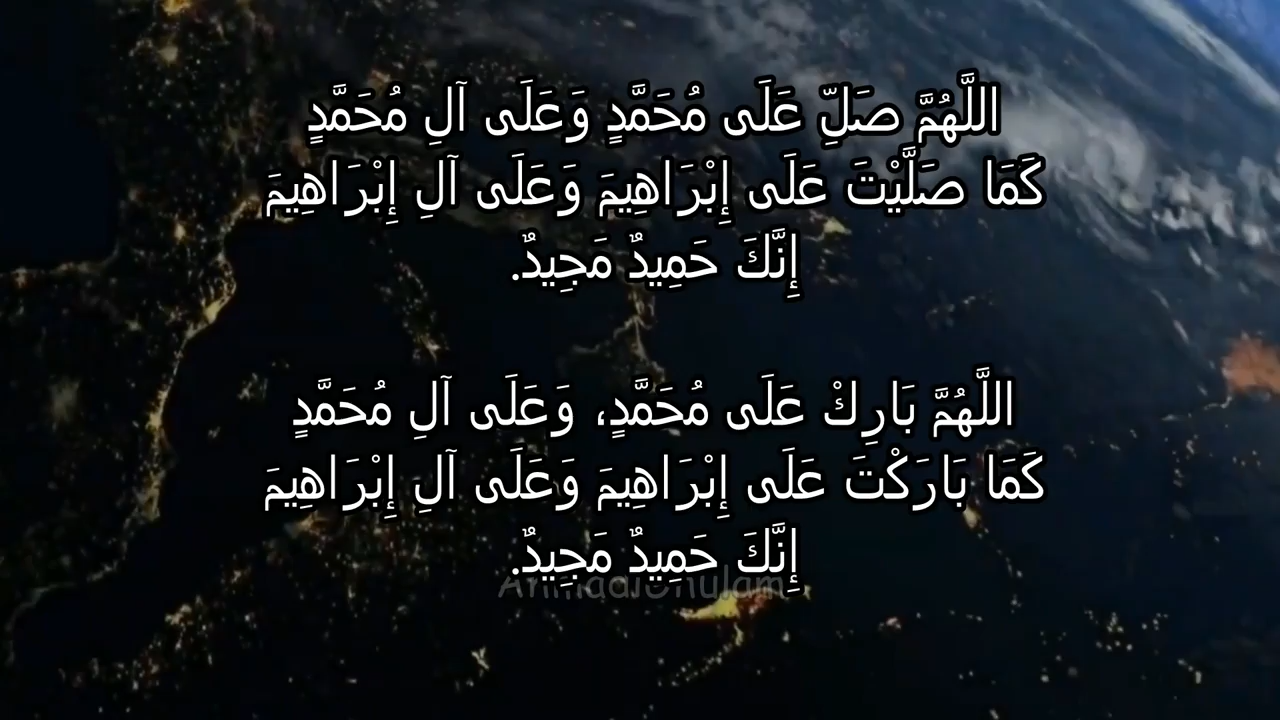 اللَّهُمَّ صَلِّ عَلَى مُحَمَّدٍ وَعَلَى آلِ مُحَمَّدٍ
كَمَا صَلَّيْتَ عَلَى إِبْرَاهِيمَ وَعَلَى آلِ إِبْرَاهِيمَ
إِنَّكَ حَمِيدٌ مَجِيدٌ.
اللَّهُمَّ بَارِكْ عَلَى مُحَمَّدٍ، وَعَلَى آلِ مُحَمَّدٍ
كَمَا بَارَكْتَ عَلَى إِبْرَاهِيمَ وَعَلَى آلِ إِبْرَاهِيمَ
إِنَّكَ حَمِيدٌ مَجِيدٌ.